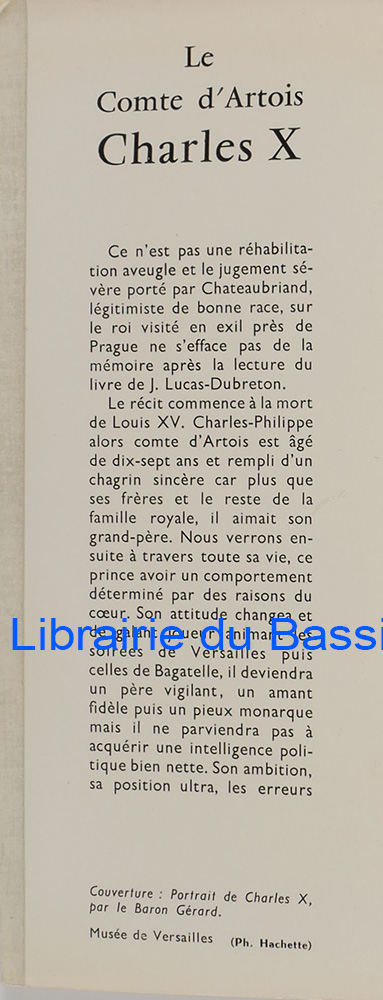 Le
Comte d'Artois
Charles X
Ce n'est pas une réhabilita-
tion aveugle et le jugement sé-
vère porté par Chateaubriand,
légitimiste de bonne race, sur
le roi visité en exil près de
Prague ne s'efface pas de la
mémoire après la lecture du
livre de J. Lucas-Dubreton.
Le récit commence à la mort
de Louis XV. Charles-Philippe
alors comte d'Artois est âgé
de dix-sept ans et rempli d'un
chagrin sincère car plus que
ses frères et le reste de la
famille royale, il aimait son
grand-père. Nous verrons en-
suite à travers toute sa vie, ce
prince avoir un comportement
déterminé par des raisons du
cœur. Son attitude changea et
de galant joueur animant les
Librairie du Bassi
soirées de Versailles puis
celles de Bagatelle, il deviendra
un père vigilant, un amant
fidèle puis un pieux monarque
mais il ne parviendra pas à
acquérir une intelligence poli-
tique bien nette. Son ambition,
sa position ultra, les erreurs
Couverture : Portrait de Charles X,
par le Baron Gérard.
Musée de Versailles (Ph. Hachette)